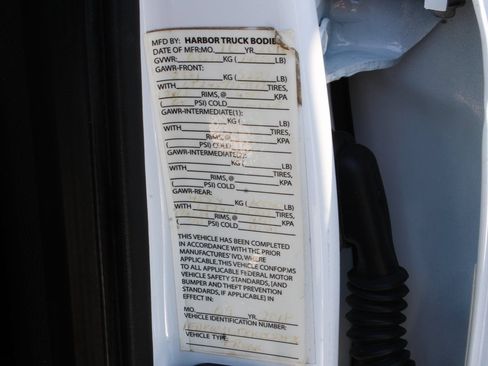 MFD BY: HARBOR TRUCK BODIE
DATE OF MFR:MO. YR.
GVWR: KG ( LB)
GAWR-FRONT:
KG ( LB)
WITH TIRES,
RIMS, @ KPA
( PSI) COLD
GAWR-INTERMEDIATE(1):
KG ( LB)
WITH TIRES,
RIMS, @ KPA
( PSI) COLD
GAWR-INTERMEDIATE(2):
KG ( LB)
WITH TIRES,
RIMS, @ KPA
( PSI) COLD
GAWR-REAR:
KG ( LB)
WITH TIRES,
RIMS, @ KPA
( PSI) COLD
THIS VEHICLE HAS BEEN COMPLETED
IN ACCORDANCE WITH THE PRIOR
MANUFACTURES' IVD, WHERE
APPLICABLE. THIS VEHICLE CONFOPMS
TO ALL APPLICABLE FEDERAL MOTOR
VEHICLE SAFETY STANDARDS, [AND
BUMPER AND THEFT PREVENTION
STANDARDS, IF APPLICABLE] IN
EFFECT IN:
MO. YR.
VEHICLE IDENTIFICATION NUMBER:
VEHICLE TYPE: